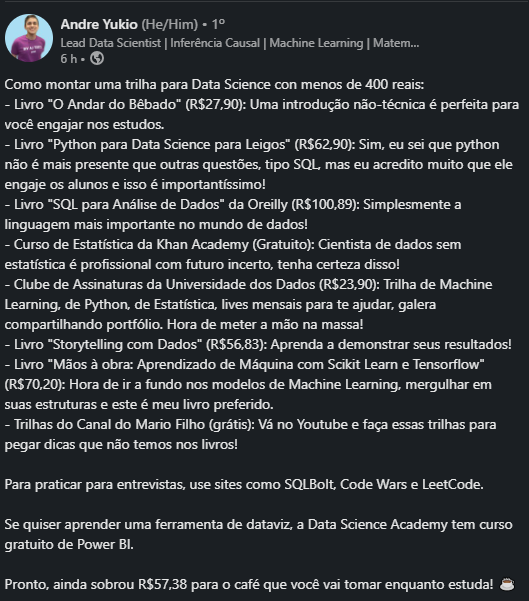 Andre Yukio (He/Him) • 1º
Lead Data Scientist | Inferência Causal | Machine Learning | Matem...
6 h •
Como montar uma trilha para Data Science con menos de 400 reais:
- Livro "O Andar do Bêbado" (R$27,90): Uma introdução não-técnica é perfeita para
você engajar nos estudos.
- Livro "Python para Data Science para Leigos" (R$62,90): Sim, eu sei que python
não é mais presente que outras questões, tipo SQL, mas eu acredito muito que ele
engaje os alunos e isso é importantíssimo!
- Livro "SQL para Análise de Dados" da Oreilly (R$100,89): Simplesmente a
linguagem mais importante no mundo de dados!
- Curso de Estatística da Khan Academy (Gratuito): Cientista de dados sem
estatística é profissional com futuro incerto, tenha certeza disso!
- Clube de Assinaturas da Universidade dos Dados (R$23,90): Trilha de Machine
Learning, de Python, de Estatística, lives mensais para te ajudar, galera
compartilhando portfólio. Hora de meter a mão na massa!
- Livro "Storytelling com Dados" (R$56,83): Aprenda a demonstrar seus resultados!
- Livro "Mãos à obra: Aprendizado de Máquina com Scikit Learn e Tensorflow"
(R$70,20): Hora de ir a fundo nos modelos de Machine Learning, mergulhar em
suas estruturas e este é meu livro preferido.
- Trilhas do Canal do Mario Filho (grátis): Vá no Youtube e faça essas trilhas para
pegar dicas que não temos nos livros!
Para praticar para entrevistas, use sites como SQLBolt, Code Wars e LeetCode.
Se quiser aprender uma ferramenta de dataviz, a Data Science Academy tem curso
gratuito de Power BI.
Pronto, ainda sobrou R$57,38 para o café que você vai tomar enquanto estuda! ☕